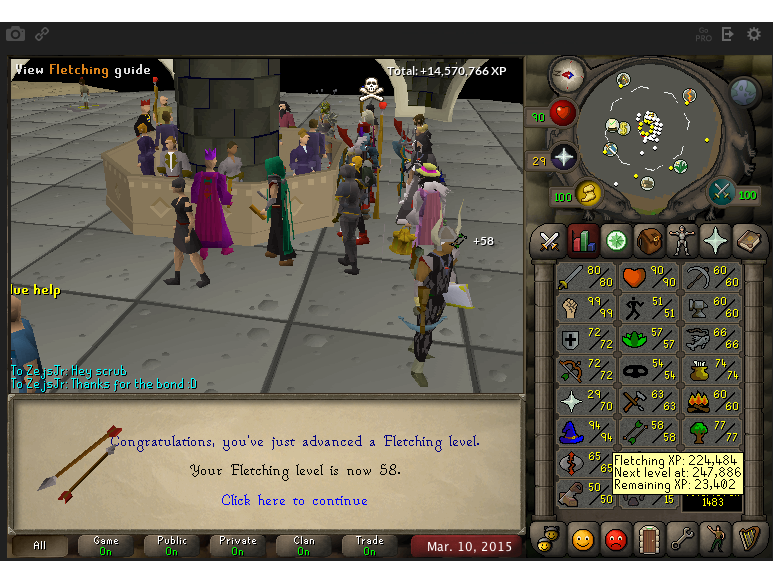 Go
PRO
View Fletching guide
Total: +14,570,766 XP
+58
ue help
To ZeJsJr: Hey scrub
To ZeJsJr: Thanks for the bond :D
Congratulations, you've just advanced a Fletching level.
Your Fletching level is now 58.
Click here to continue
All
Game
On
Public
On
Private
On
Clan
On
Trade
On
Mar. 10, 2015
90
29
100
100
80/80
90/90
60/60
99/99
51/51
60/60
72/72
57/57
66/66
72/72
54/54
74/74
29/70
63/63
60/60
94/94
58/58
77/77
65
50/50
15
Fletching XP: 224,484
Next level at: 247,886
Remaining XP: 23,402
1483